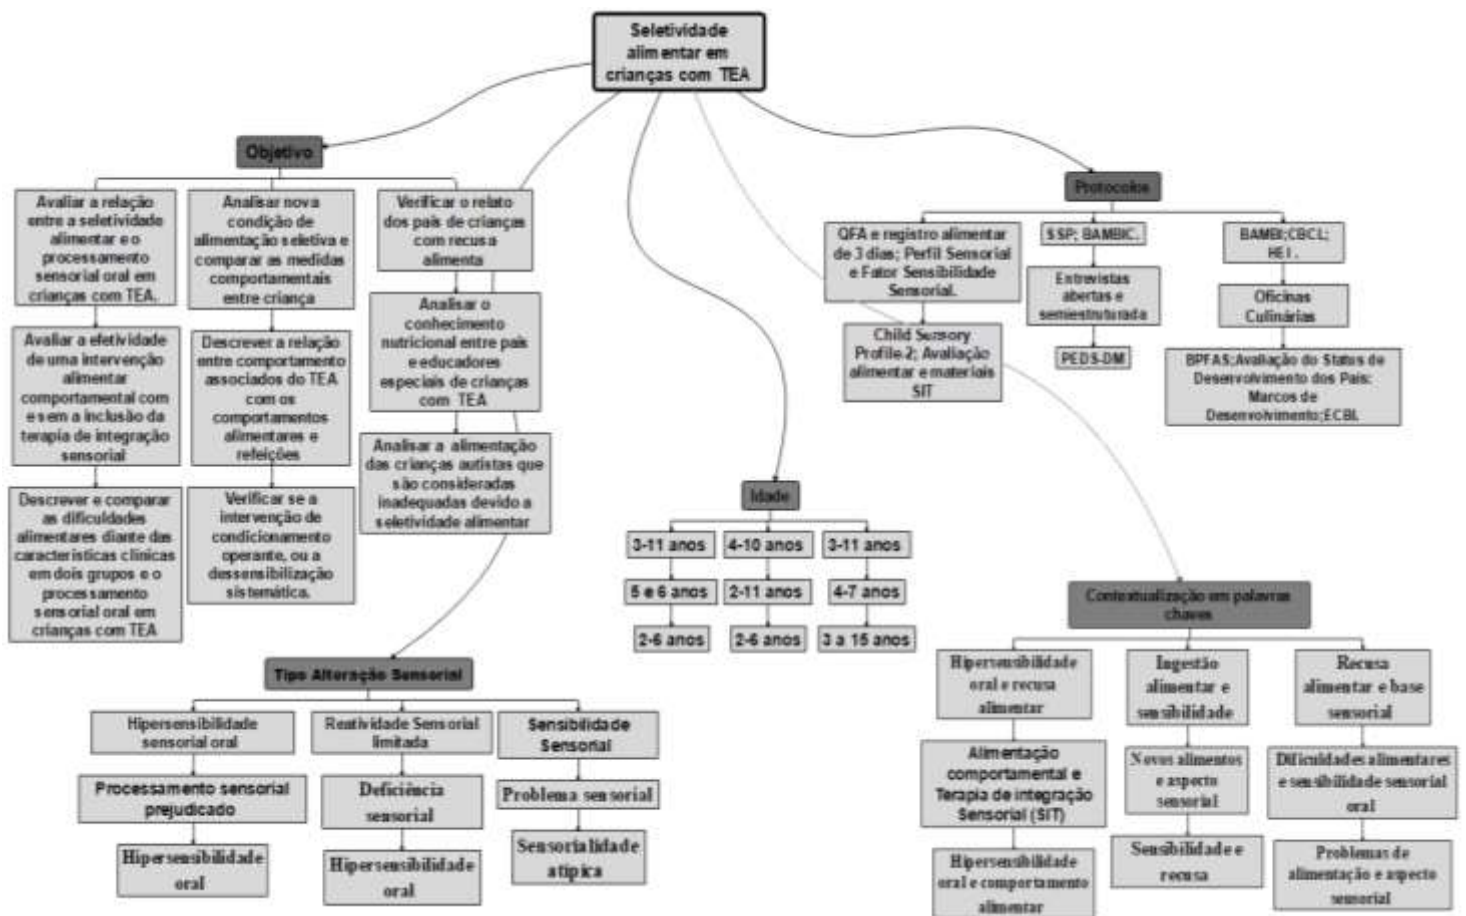 Seletividade
alimentar em
crianças com TEA
Objetivo
Avaliar a relação
entre a seletividade
alimentar e o
processamento
sensorial oral em
crianças com TEA.
Avaliar a efetividade
de uma intervenção
alimentar
comportamental com
e sem a inclusão da
terapia de integração
sensorial
Descrever e comparar
as dificuldades
alimentares diante das
características clínicas
em dois grupos e o
processamento
sensorial oral em
crianças com TEA
Analisar nova
condição de
alimentação seletiva e
comparar as medidas
comportamentais
entre criança
Descrever a relação
entre comportamento
associados do TEA
com os
comportamentos
alimentares e
refeições
Verificar se a
intervenção de
condicionamento
operante, ou a
dessensibilização
sistemática.
Verificar o relato
dos pais de crianças
com recusa
alimenta
Analisar o
conhecimento
nutricional entre pais
e educadores
especiais de crianças
com TEA
Analisar a alimentação
das crianças autistas que
são consideradas
inadequadas devido a
seletividade alimentar
Protocolos
QFA e registro alimentar
de 3 dias; Perfil Sensorial
e Fator Sensibilidade
Sensorial.
Child Sensory
Profile 2; Avaliação
alimentar e materiais
SIT
SSP; BAMBIC.
Entrevistas
abertas e
semiestruturada
PEDS-DM
BAMBI;CBCL;
HEI .
Oficinas
Culinárias
BPFAS;Avaliação do Status de
Desenvolvimento dos Pais:
Marcos de
Desenvolvimento;ECBI.
Idade
3-11 anos
5 e 6 anos
2-6 anos
4-10 anos
2-11 anos
2-6 anos
3-11 anos
4-7 anos
3 a 15 anos
Tipo Alteração Sensorial
Hipersensibilidade
sensorial oral
Processamento sensorial
prejudicado
Hipersensibilidade
oral
Reatividade Sensorial
limitada
Deficiência
sensorial
Hipersensibilidade
oral
Sensibilidade
Sensorial
Problema sensorial
Sensorialidade
atípica
Contextualização em palavras
chaves
Hipersensibilidade
oral e recusa
alimentar
Alimentação
comportamental e
Terapia de integração
Sensorial (SIT)
Hipersensibilidade
oral e comportamento
alimentar
Ingestão
alimentar e
sensibilidade
Novos alimentos
e aspecto
sensorial
Sensibilidade e
recusa
Recusa
alimentar e base
sensorial
Dificuldades alimentares
e sensibilidade sensorial
oral
Problemas de
alimentação e aspecto
sensorial